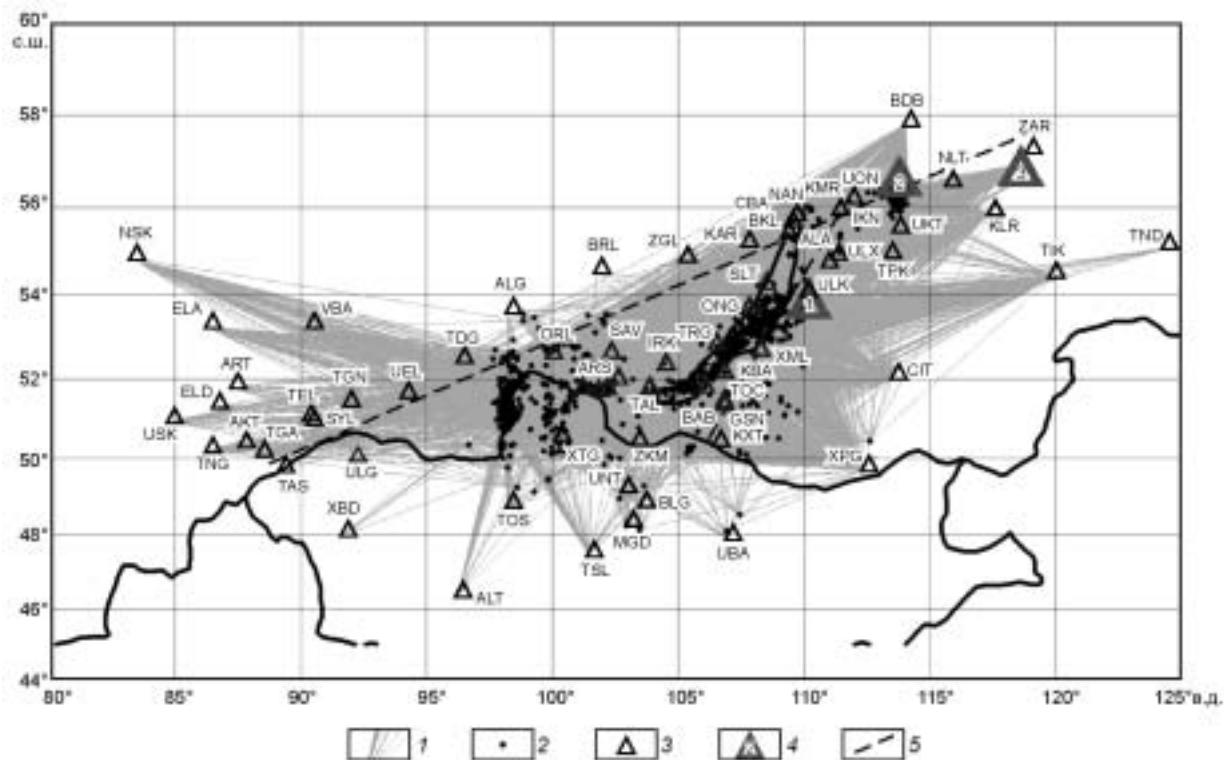 60°
с.ш.
58°
56°
54°
52°
50°
48°
46°
44°
80°
85°
90°
95°
100°
105°
110°
115°
120°
125°в.д.
BDB
ZAR
NLT
UON
KMR
NAN
CBA
BKL
IKN
UKT
KLR
KAR
ALA
ULX
TPK
TIK
TND
NSK
BRL
ZGL
SLT
ULK
ALG
ONG
ELA
VBA
TDG
ORL
SAV
IRK
TRG
XML
ART
TGN
UEL
ARS
KBA
CIT
ELD
TEL
TAL
TOC
USK
AKT
SYL
BAB
GSN
TGA
KXT
TNG
XTG
ZKM
XPG
TAS
ULG
UNT
XBD
TOS
BLG
MGD
UBA
TSL
ALT
1
2
1
2
3
4
5